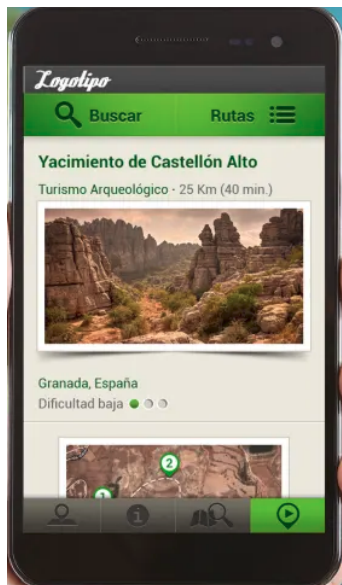 Logotipo
Buscar
Rutas
Yacimiento de Castellón Alto
Turismo Arqueológico - 25 Km (40 min.)
Granada, España
Dificultad baja
2
1